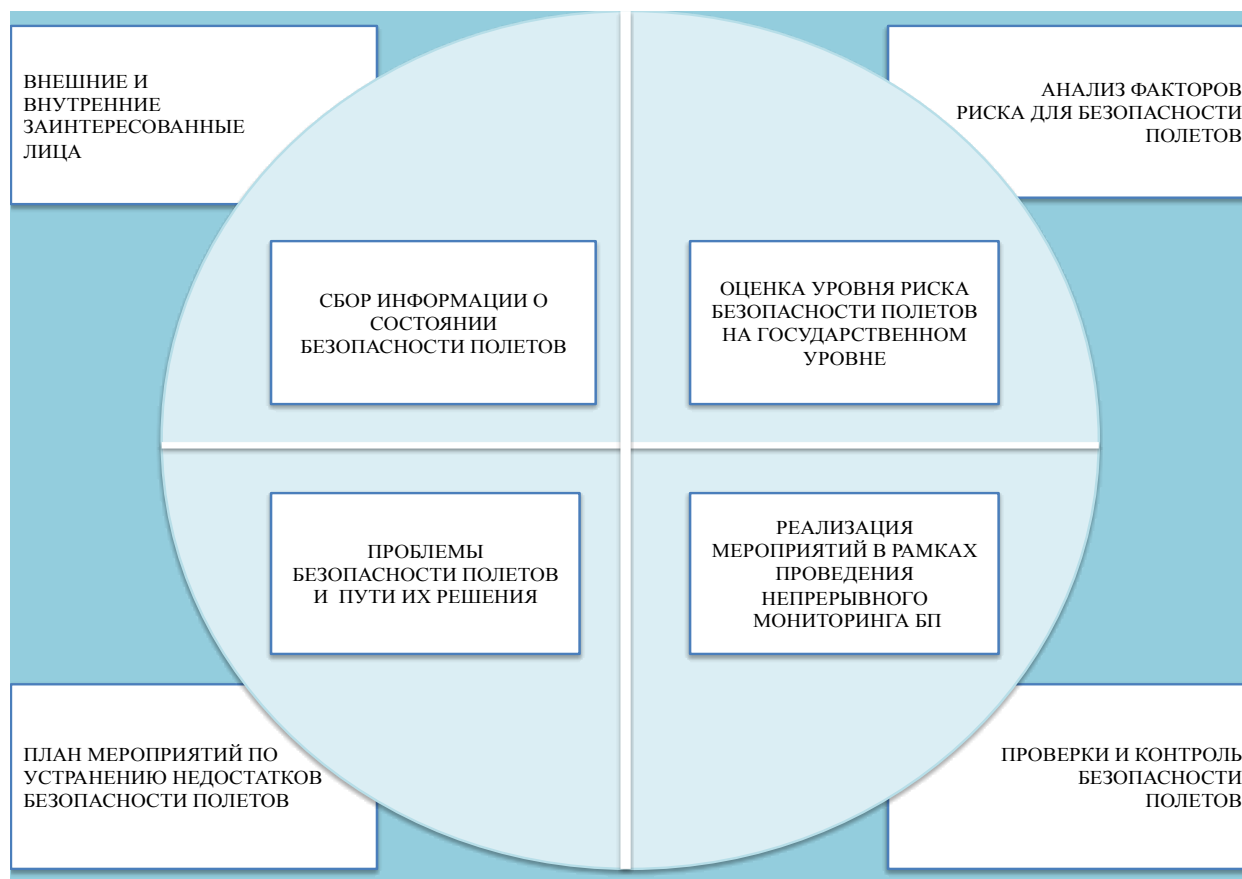 ВНЕШНИЕ И
ВНУТРЕННИЕ
ЗАИНТЕРЕСОВАННЫЕ
ЛИЦА
АНАЛИЗ ФАКТОРОВ
РИСКА ДЛЯ БЕЗОПАСНОСТИ
ПОЛЕТОВ
СБОР ИНФОРМАЦИИ О
СОСТОЯНИИ
БЕЗОПАСНОСТИ ПОЛЕТОВ
ОЦЕНКА УРОВНЯ РИСКА
БЕЗОПАСНОСТИ ПОЛЕТОВ
НА ГОСУДАРСТВЕННОМ
УРОВНЕ
ПРОБЛЕМЫ
БЕЗОПАСНОСТИ ПОЛЕТОВ
И ПУТИ ИХ РЕШЕНИЯ
РЕАЛИЗАЦИЯ
МЕРОПРИЯТИЙ В РАМКАХ
ПРОВЕДЕНИЯ
НЕПРЕРЫВНОГО
МОНИТОРИНГА БП
ПЛАН МЕРОПРИЯТИЙ ПО
УСТРАНЕНИЮ НЕДОСТАТКОВ
БЕЗОПАСНОСТИ ПОЛЕТОВ
ПРОВЕРКИ И КОНТРОЛЬ
БЕЗОПАСНОСТИ
ПОЛЕТОВ